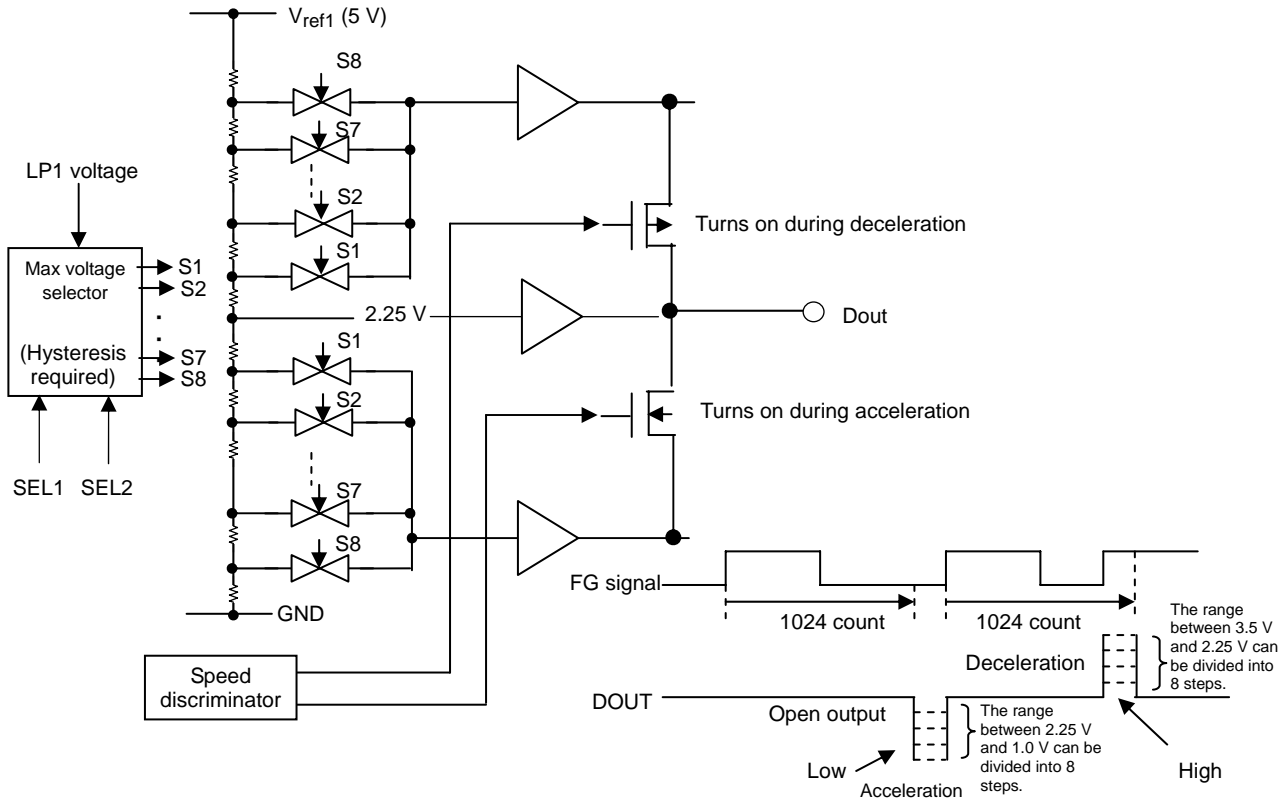 Vref1 (5 V)
S8
S7
S2
S1
LP1 voltage
Max voltage
selector
(Hysteresis
required)
S1
S2
S7
S8
SEL1 SEL2
2.25 V
S1
S2
S7
S8
GND
Turns on during deceleration
Dout
Turns on during acceleration
Speed
discriminator
FG signal
1024 count
1024 count
Deceleration
The range
between 3.5 V
and 2.25 V can
be divided into
8 steps.
DOUT
Open output
The range
between 2.25 V
and 1.0 V can be
divided into 8
steps.
Low
Acceleration
High